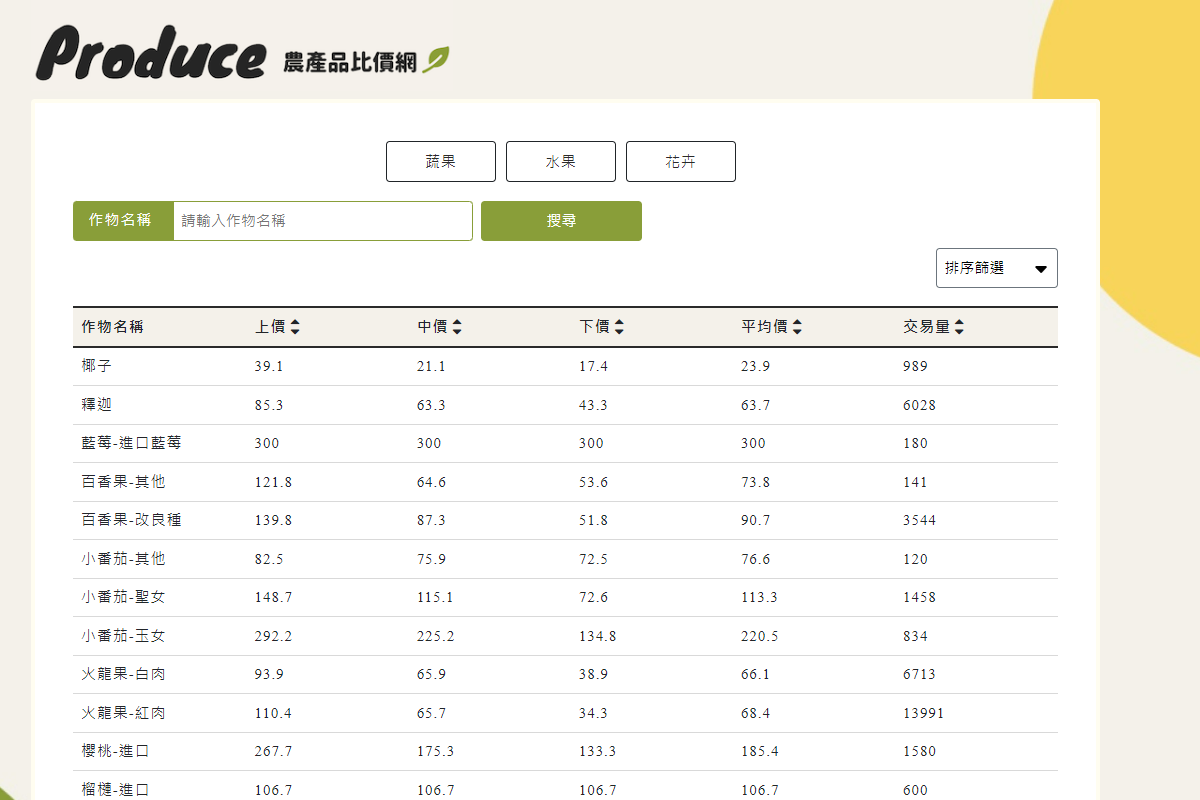 Produce 農產品比價網
蔬果 水果 花卉
作物名稱 請輸入作物名稱 搜尋
排序篩選
作物名稱 上價 中價 下價 平均價 交易量
椰子 39.1 21.1 17.4 23.9 989
釋迦 85.3 63.3 43.3 63.7 6028
藍莓-進口藍莓 300 300 300 300 180
百香果-其他 121.8 64.6 53.6 73.8 141
百香果-改良種 139.8 87.3 51.8 90.7 3544
小番茄-其他 82.5 75.9 72.5 76.6 120
小番茄-聖女 148.7 115.1 72.6 113.3 1458
小番茄-玉女 292.2 225.2 134.8 220.5 834
火龍果-白肉 93.9 65.9 38.9 66.1 6713
火龍果-紅肉 110.4 65.7 34.3 68.4 13991
櫻桃-進口 267.7 175.3 133.3 185.4 1580
榴槤-進口 106.7 106.7 106.7 106.7 600